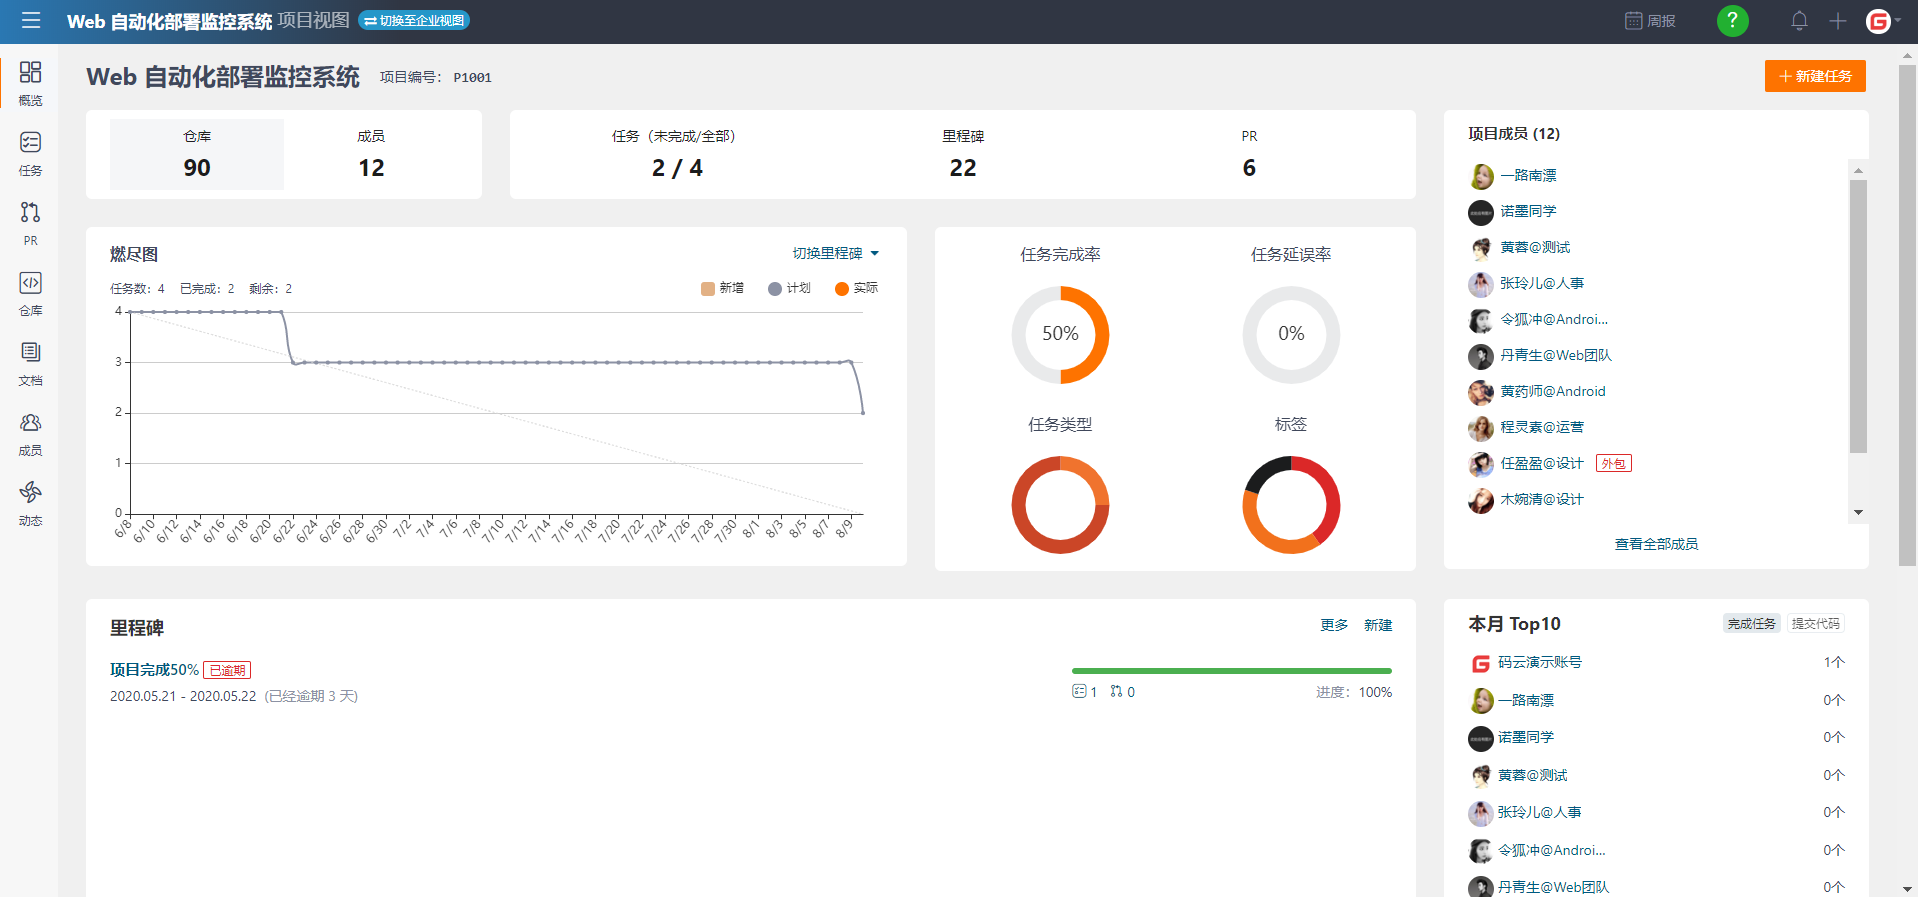 Web 自动化部署监控系统 项目视图 切换至企业视图
周报
?
概览
任务
PR
仓库
文档
成员
动态
Web 自动化部署监控系统 项目编号： P1001
+ 新建任务
仓库
90
成员
12
任务（未完成/全部）
2 / 4
里程碑
22
PR
6
燃尽图
切换里程碑
任务数：4 已完成：2 剩余：2
新增 计划 实际
4
3
2
1
0
6/8 6/10 6/12 6/14 6/16 6/18 6/20 6/22 6/24 6/26 6/28 6/30 7/2 7/4 7/6 7/8 7/10 7/12 7/14 7/16 7/18 7/20 7/22 7/24 7/26 7/28 7/30 8/1 8/3 8/5 8/7 8/9
任务完成率
50%
任务延误率
0%
任务类型
标签
项目成员 (12)
一路南漂
诺墨同学
黄蓉@测试
张玲儿@人事
令狐冲@Androi...
丹青生@Web团队
黄药师@Android
程灵素@运营
任盈盈@设计 外包
木婉清@设计
查看全部成员
里程碑
更多 新建
项目完成50% 已逾期
2020.05.21 - 2020.05.22 (已经逾期 3 天)
1 0
进度：100%
本月 Top10
完成任务 提交代码
码云演示账号 1个
一路南漂 0个
诺墨同学 0个
黄蓉@测试 0个
张玲儿@人事 0个
令狐冲@Androi... 0个
丹青生@Web团队 0个